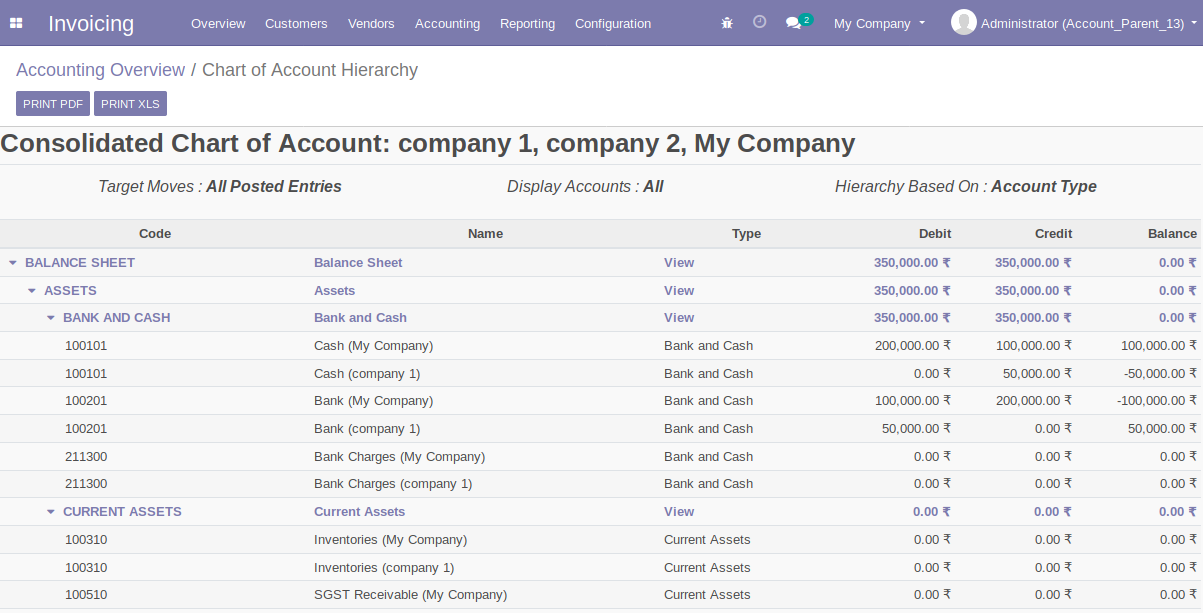 Invoicing Overview Customers Vendors Accounting Reporting Configuration 2 My Company Administrator (Account_Parent_13)
Accounting Overview / Chart of Account Hierarchy
PRINT PDF PRINT XLS
Consolidated Chart of Account: company 1, company 2, My Company
Target Moves : All Posted Entries Display Accounts : All Hierarchy Based On : Account Type
Code Name Type Debit Credit Balance
BALANCE SHEET Balance Sheet View 350,000.00 ₹ 350,000.00 ₹ 0.00 ₹
ASSETS Assets View 350,000.00 ₹ 350,000.00 ₹ 0.00 ₹
BANK AND CASH Bank and Cash View 350,000.00 ₹ 350,000.00 ₹ 0.00 ₹
100101 Cash (My Company) Bank and Cash 200,000.00 ₹ 100,000.00 ₹ 100,000.00 ₹
100101 Cash (company 1) Bank and Cash 0.00 ₹ 50,000.00 ₹ -50,000.00 ₹
100201 Bank (My Company) Bank and Cash 100,000.00 ₹ 200,000.00 ₹ -100,000.00 ₹
100201 Bank (company 1) Bank and Cash 50,000.00 ₹ 0.00 ₹ 50,000.00 ₹
211300 Bank Charges (My Company) Bank and Cash 0.00 ₹ 0.00 ₹ 0.00 ₹
211300 Bank Charges (company 1) Bank and Cash 0.00 ₹ 0.00 ₹ 0.00 ₹
CURRENT ASSETS Current Assets View 0.00 ₹ 0.00 ₹ 0.00 ₹
100310 Inventories (My Company) Current Assets 0.00 ₹ 0.00 ₹ 0.00 ₹
100310 Inventories (company 1) Current Assets 0.00 ₹ 0.00 ₹ 0.00 ₹
100510 SGST Receivable (My Company) Current Assets 0.00 ₹ 0.00 ₹ 0.00 ₹